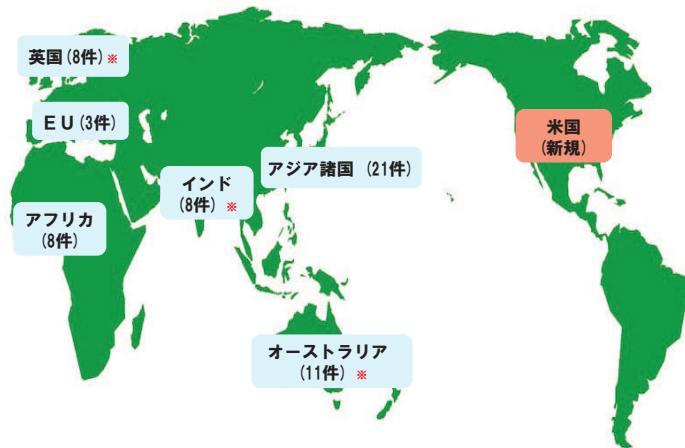 英国(8件)※
EU(3件)
米国
(新規)
アジア諸国 (21件)
インド
(8件) ※
アフリカ
(8件)
オーストラリア
(11件) ※